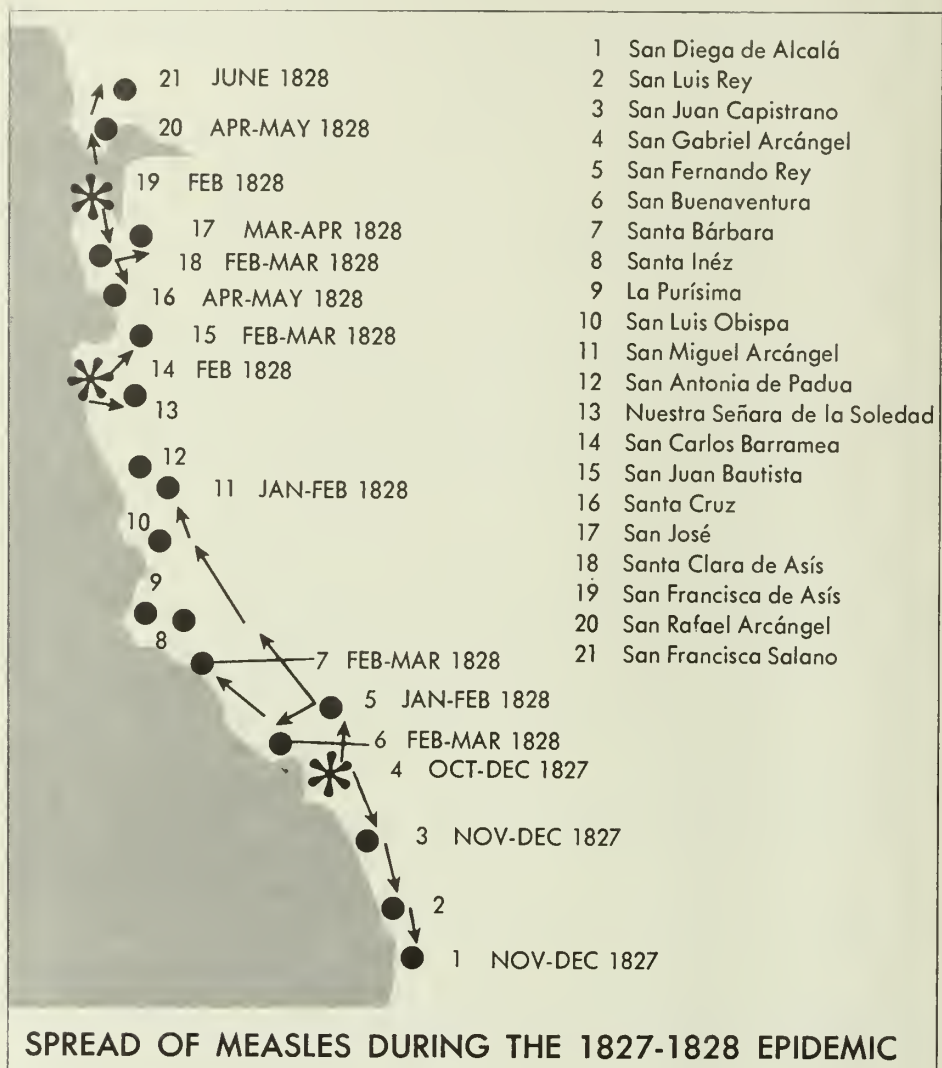 21 JUNE 1828
20 APR-MAY 1828
19 FEB 1828
17 MAR-APR 1828
18 FEB-MAR 1828
16 APR-MAY 1828
15 FEB-MAR 1828
14 FEB 1828
13
12
11 JAN-FEB 1828
10
9
8
7 FEB-MAR 1828
5 JAN-FEB 1828
6 FEB-MAR 1828
4 OCT-DEC 1827
3 NOV-DEC 1827
2
1 NOV-DEC 1827
1 San Diega de Alcalá
2 San Luis Rey
3 San Juan Capistrano
4 San Gabriel Arcángel
5 San Fernando Rey
6 San Buenaventura
7 Santa Bárbara
8 Santa Inéz
9 La Purísima
10 San Luis Obispa
11 San Miguel Arcángel
12 San Antonia de Padua
13 Nuestra Señara de la Soledad
14 San Carlos Barramea
15 San Juan Bautista
16 Santa Cruz
17 San José
18 Santa Clara de Asís
19 San Francisca de Asís
20 San Rafael Arcángel
21 San Francisca Salano
SPREAD OF MEASLES DURING THE 1827-1828 EPIDEMIC